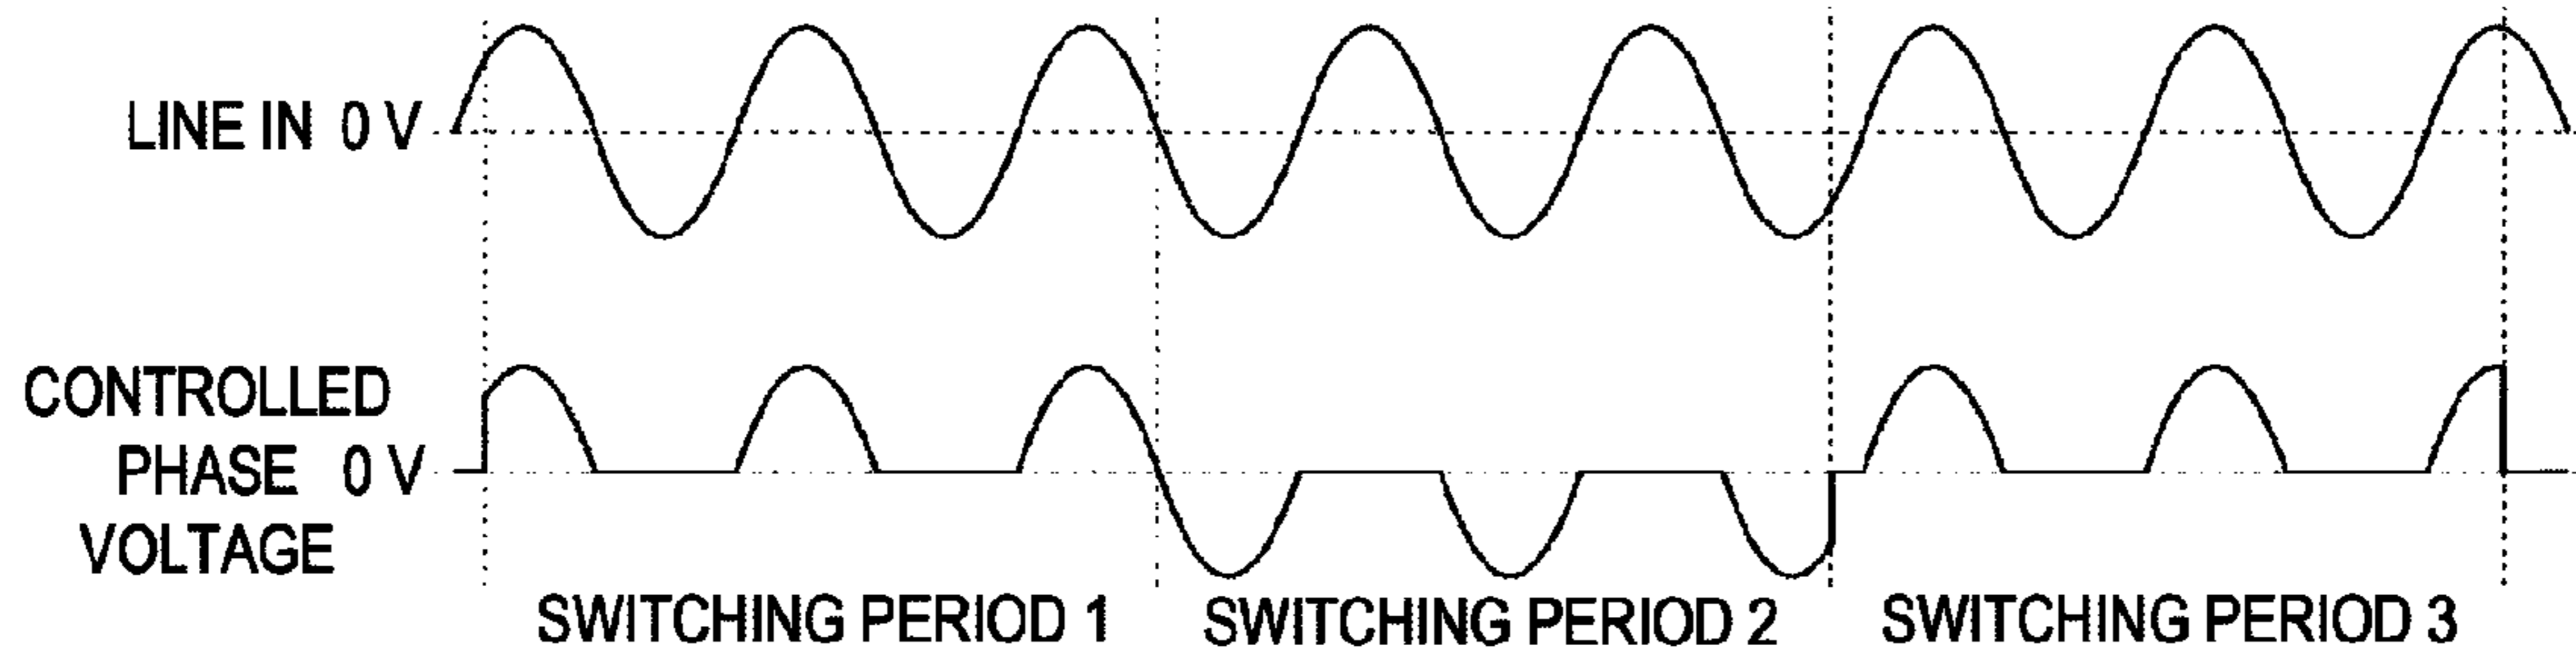 LINE IN 0 V
CONTROLLED
PHASE 0 V
VOLTAGE
SWITCHING PERIOD 1
SWITCHING PERIOD 2
SWITCHING PERIOD 3